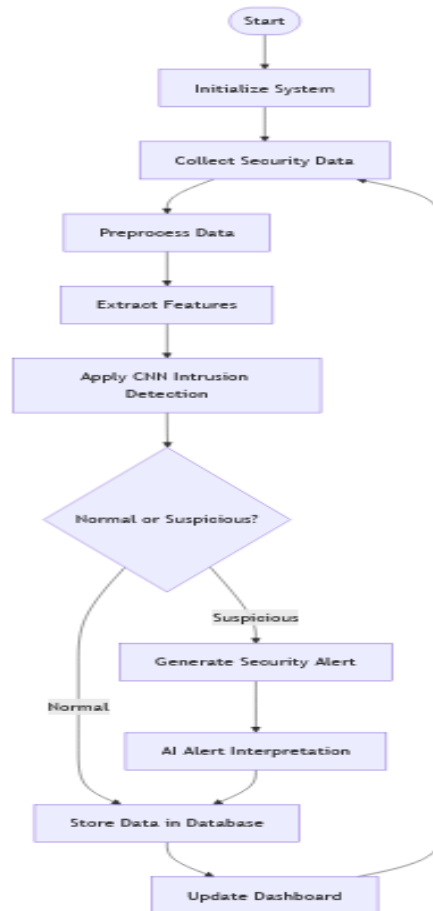 Start
Initialize System
Collect Security Data
Preprocess Data
Extract Features
Apply CNN Intrusion
Detection
Normal or Suspicious?
Suspicious
Generate Security Alert
Normal
AI Alert Interpretation
Store Data in Database
Update Dashboard